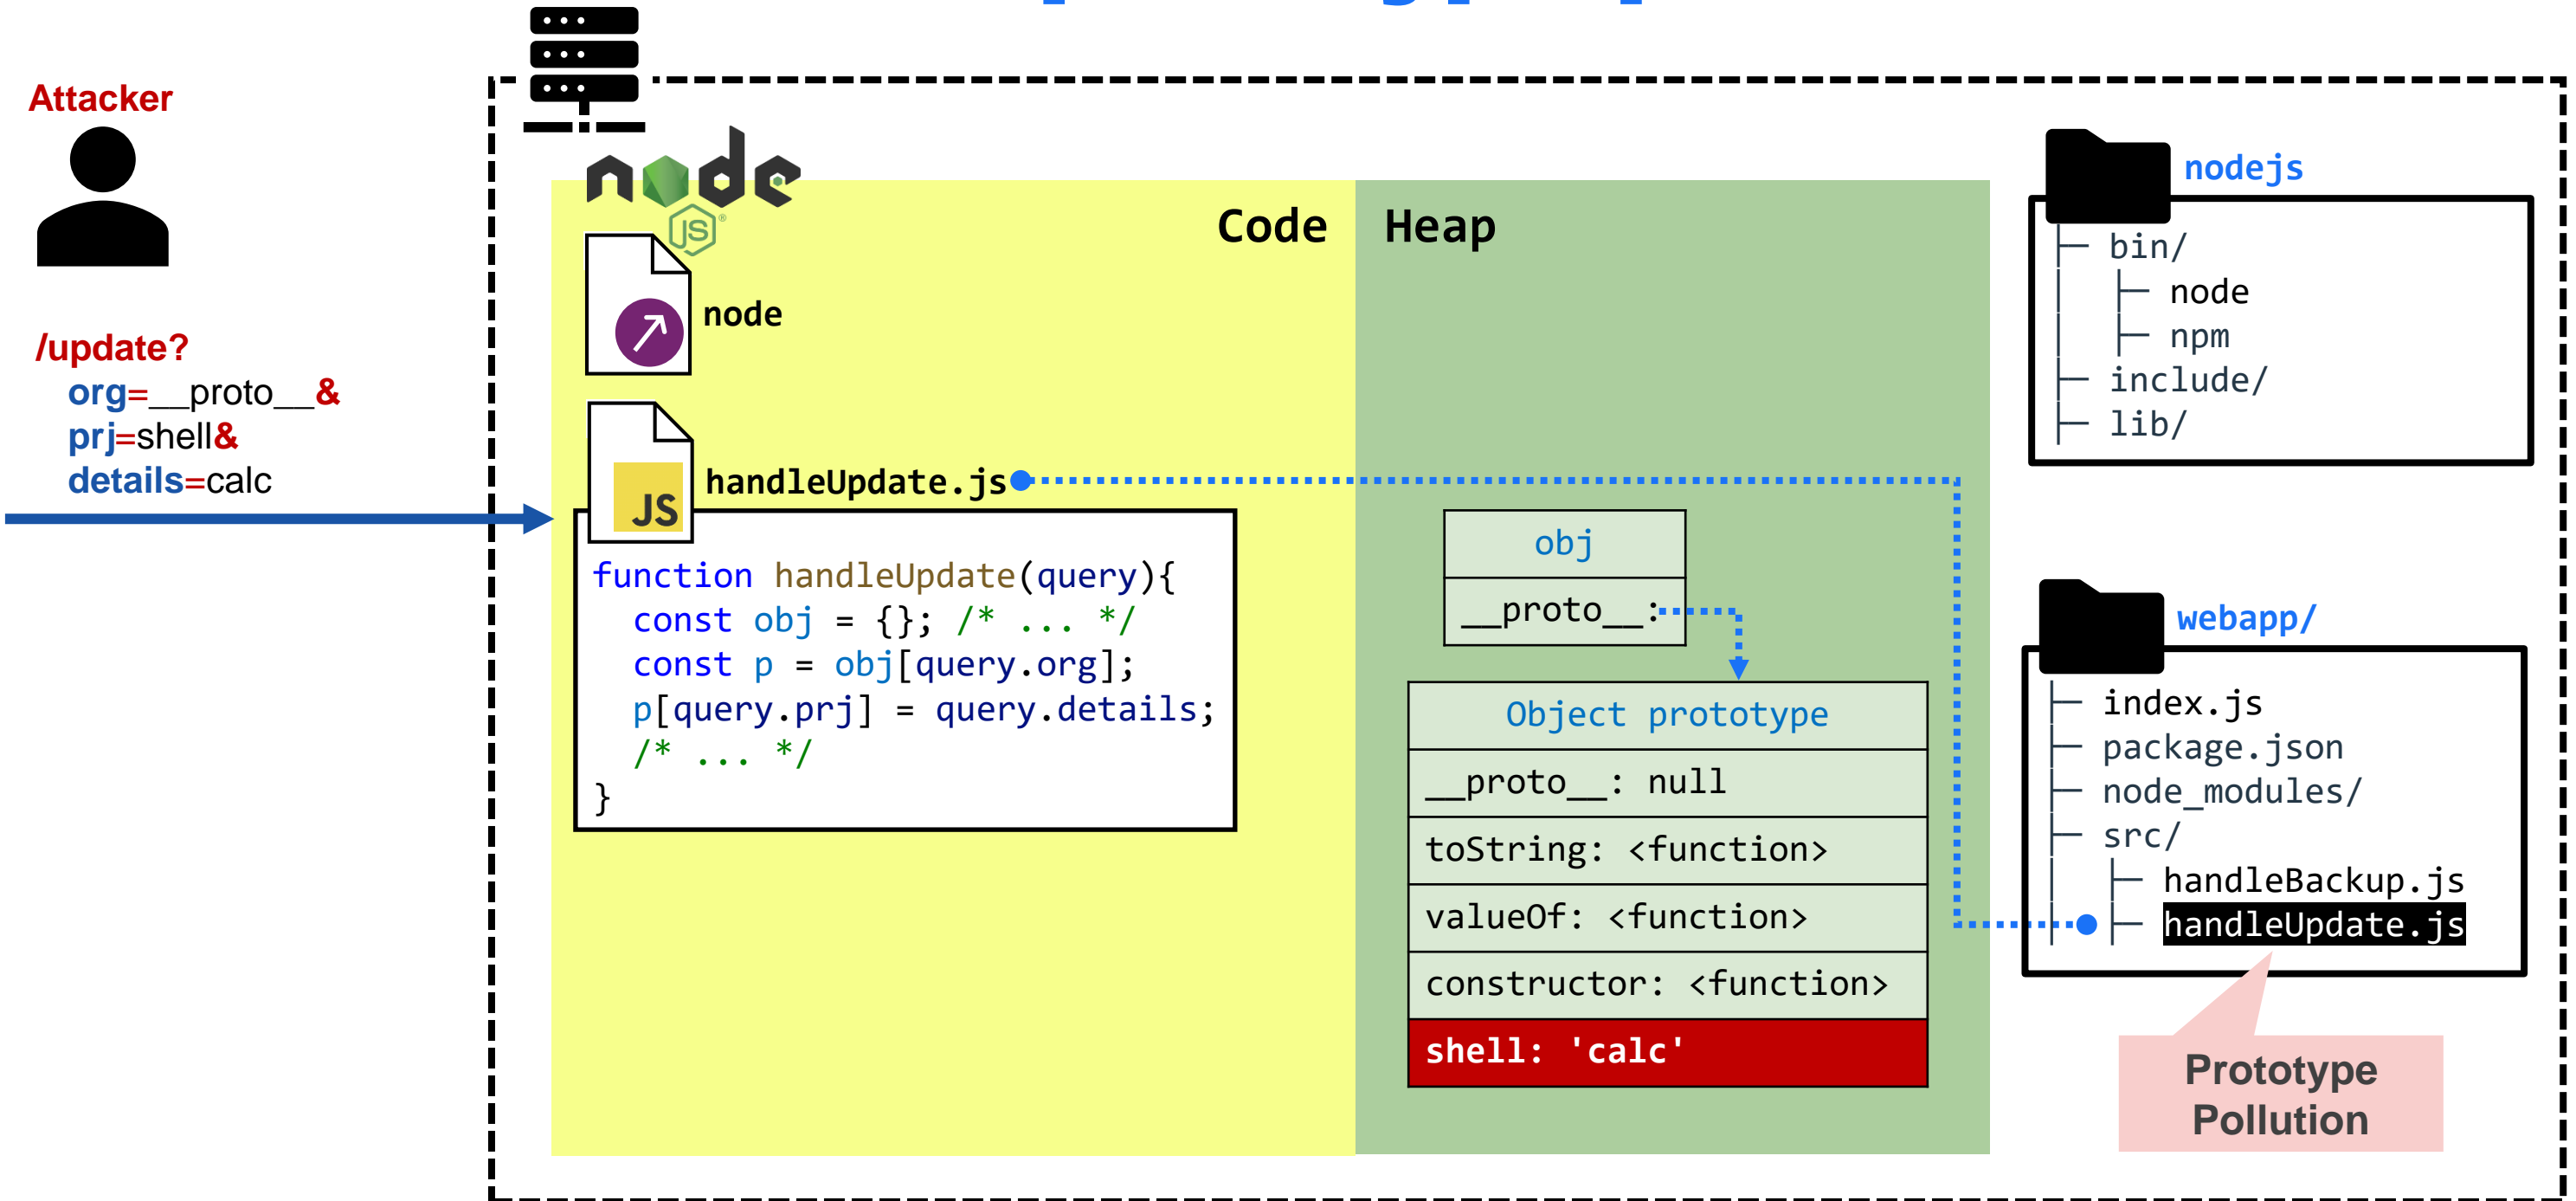 Attacker
/update?
org=__proto__&
prj=shell&
details=calc
node
JS
®
Code
Heap
node
JS
handleUpdate.js
function handleUpdate(query){
const obj = {}; /* ... */
const p = obj[query.org];
p[query.prj] = query.details;
/* ... */
}
obj
__proto__:
Object prototype
__proto__: null
toString: <function>
valueOf: <function>
constructor: <function>
shell: 'calc'
nodejs
├─ bin/
│ ├─ node
│ ├─ npm
├─ include/
├─ lib/
webapp/
├─ index.js
├─ package.json
├─ node_modules/
├─ src/
│ ├─ handleBackup.js
│ ├─ handleUpdate.js
Prototype
Pollution